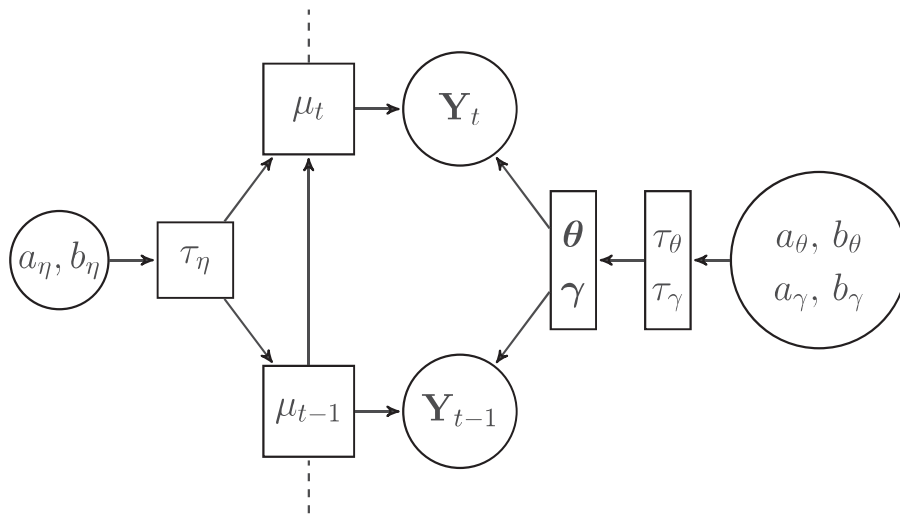 μ_t
Y_t
a_η, b_η
τ_η
θ
γ
τ_θ
τ_γ
a_θ, b_θ
a_γ, b_γ
μ_{t−1}
Y_{t−1}